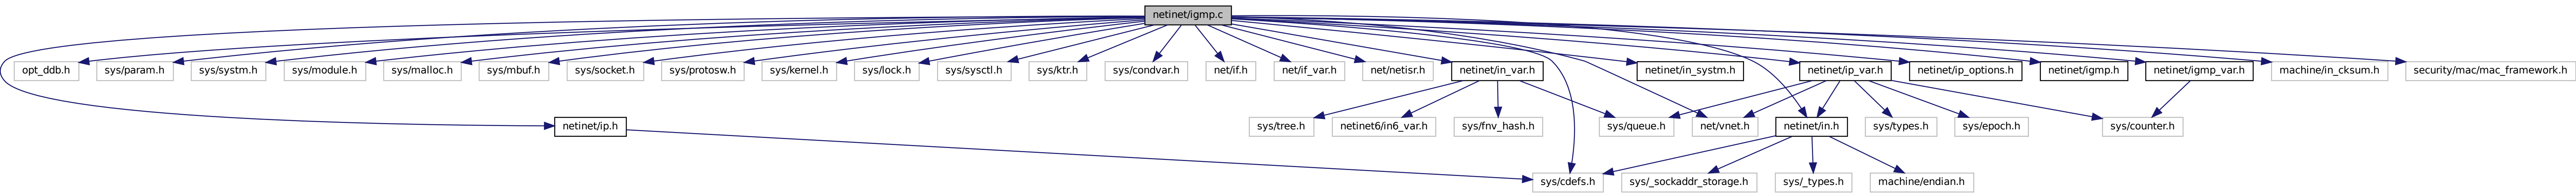 netinet/igmp.c
opt_ddb.h
sys/param.h
sys/systm.h
sys/module.h
sys/malloc.h
sys/mbuf.h
sys/socket.h
sys/protosw.h
sys/kernel.h
sys/lock.h
sys/sysctl.h
sys/ktr.h
sys/condvar.h
net/if.h
net/if_var.h
net/netisr.h
netinet/in_var.h
netinet/in_systm.h
netinet/ip_var.h
netinet/ip_options.h
netinet/igmp.h
netinet/igmp_var.h
machine/in_cksum.h
security/mac/mac_framework.h
netinet/ip.h
sys/tree.h
netinet6/in6_var.h
sys/fnv_hash.h
sys/queue.h
net/vnet.h
netinet/in.h
sys/types.h
sys/epoch.h
sys/counter.h
sys/cdefs.h
sys/_sockaddr_storage.h
sys/_types.h
machine/endian.h